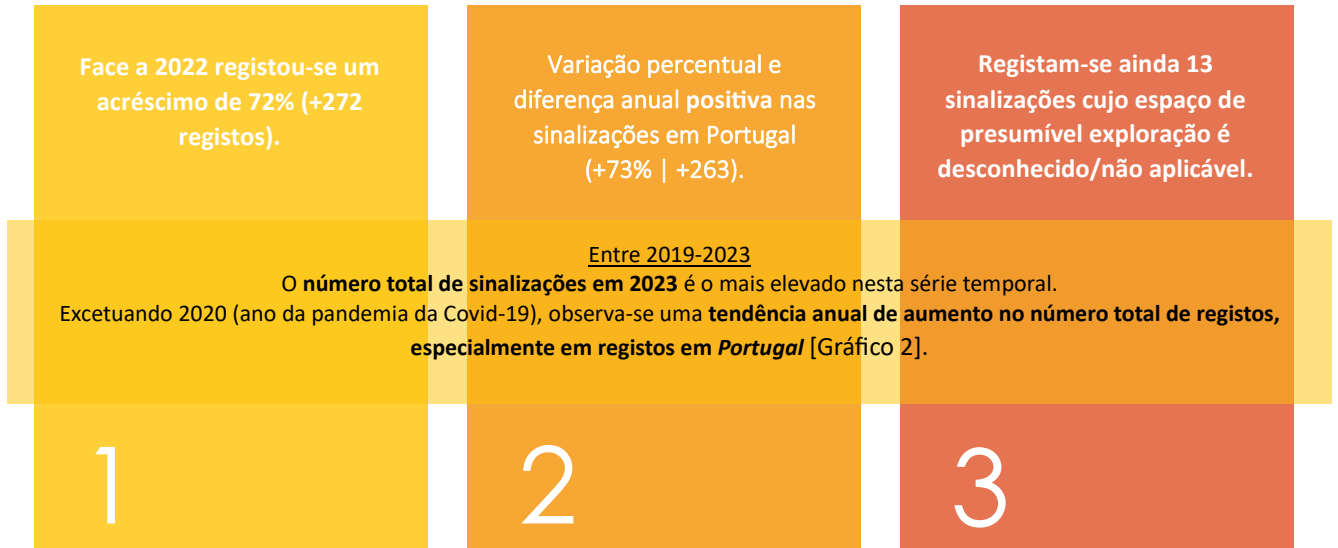 Face a 2022 registou-se um
acréscimo de 72% (+272
registos).
Variação percentual e
diferença anual positiva nas
sinalizações em Portugal
(+73% | +263).
Registam-se ainda 13
sinalizações cujo espaço de
presumível exploração é
desconhecido/não aplicável.
Entre 2019-2023
O número total de sinalizações em 2023 é o mais elevado nesta série temporal.
Excetuando 2020 (ano da pandemia da Covid-19), observa-se uma tendência anual de aumento no número total de registos,
especialmente em registos em Portugal [Gráfico 2].
1
2
3